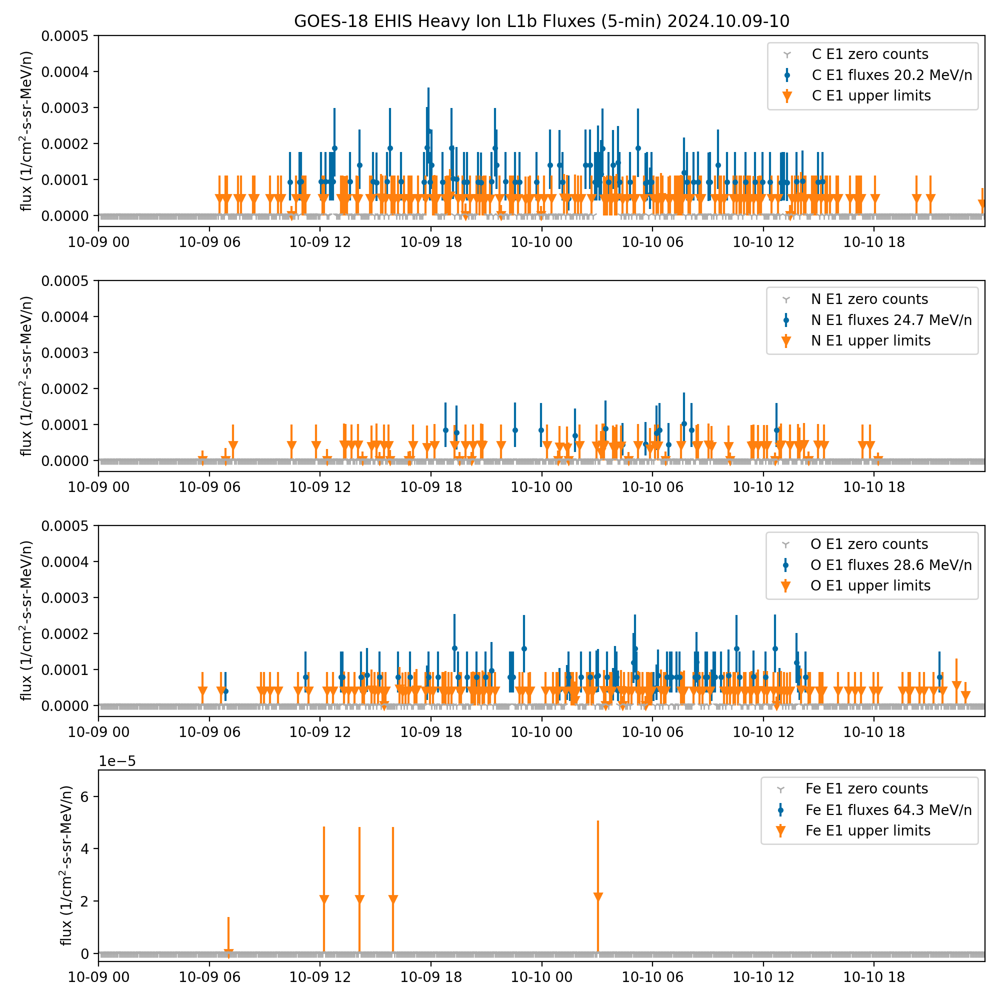 GOES-18 EHIS Heavy Ion L1b Fluxes (5-min) 2024.10.09-10
flux (1/cm²-s-sr-MeV/n)
0.0005
0.0004
0.0003
0.0002
0.0001
0.0000
C E1 zero counts
C E1 fluxes 20.2 MeV/n
C E1 upper limits
10-09 00 10-09 06 10-09 12 10-09 18 10-10 00 10-10 06 10-10 12 10-10 18
flux (1/cm²-s-sr-MeV/n)
0.0005
0.0004
0.0003
0.0002
0.0001
0.0000
N E1 zero counts
N E1 fluxes 24.7 MeV/n
N E1 upper limits
10-09 00 10-09 06 10-09 12 10-09 18 10-10 00 10-10 06 10-10 12 10-10 18
flux (1/cm²-s-sr-MeV/n)
0.0005
0.0004
0.0003
0.0002
0.0001
0.0000
O E1 zero counts
O E1 fluxes 28.6 MeV/n
O E1 upper limits
10-09 00 10-09 06 10-09 12 10-09 18 10-10 00 10-10 06 10-10 12 10-10 18
1e−5
flux (1/cm²-s-sr-MeV/n)
6
4
2
0
Fe E1 zero counts
Fe E1 fluxes 64.3 MeV/n
Fe E1 upper limits
10-09 00 10-09 06 10-09 12 10-09 18 10-10 00 10-10 06 10-10 12 10-10 18